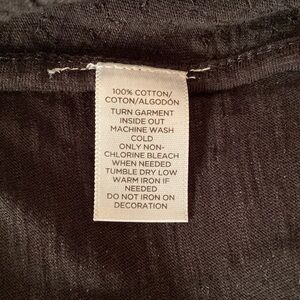 100% COTTON/
COTON/ALGODÓN
TURN GARMENT
INSIDE OUT
MACHINE WASH
COLD
ONLY NON-
CHLORINE BLEACH
WHEN NEEDED
TUMBLE DRY LOW
WARM IRON IF
NEEDED
DO NOT IRON ON
DECORATION